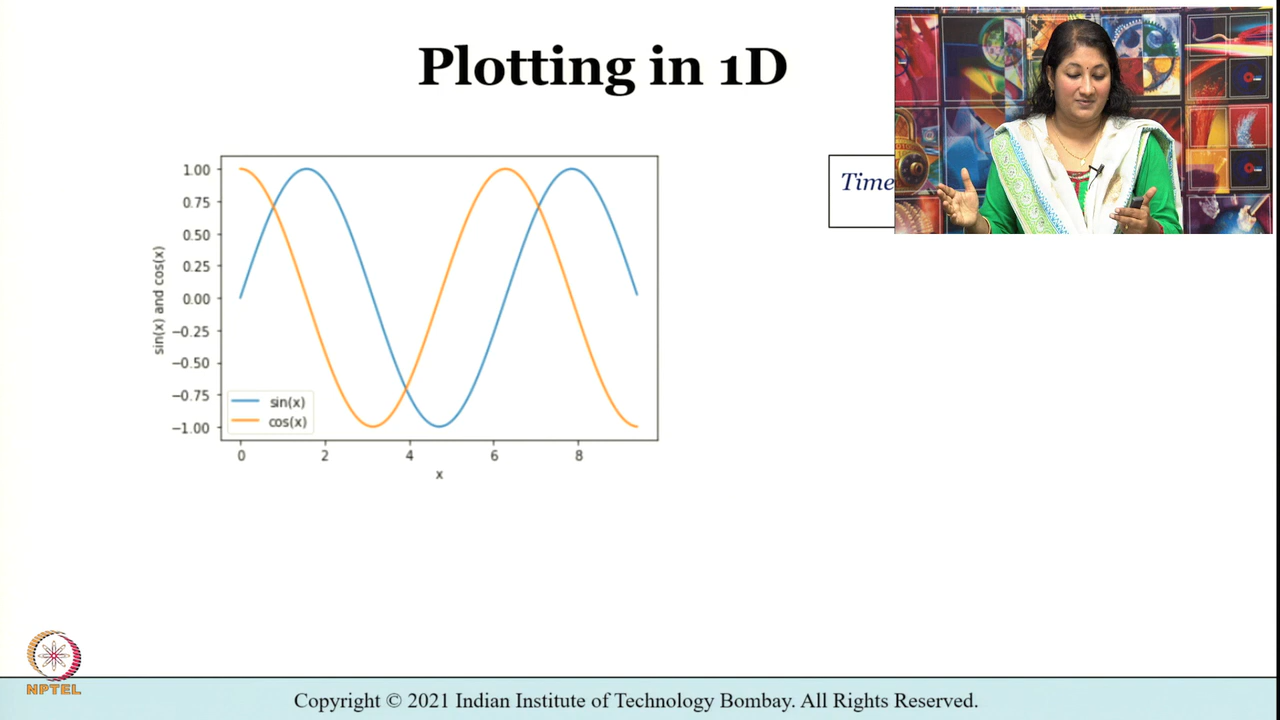 Plotting in 1D
1.00
0.75
0.50
0.25
0.00
−0.25
−0.50
−0.75
−1.00
sin(x) and cos(x)
sin(x)
cos(x)
0 2 4 6 8
x
Time
NPTEL
Copyright © 2021 Indian Institute of Technology Bombay. All Rights Reserved.